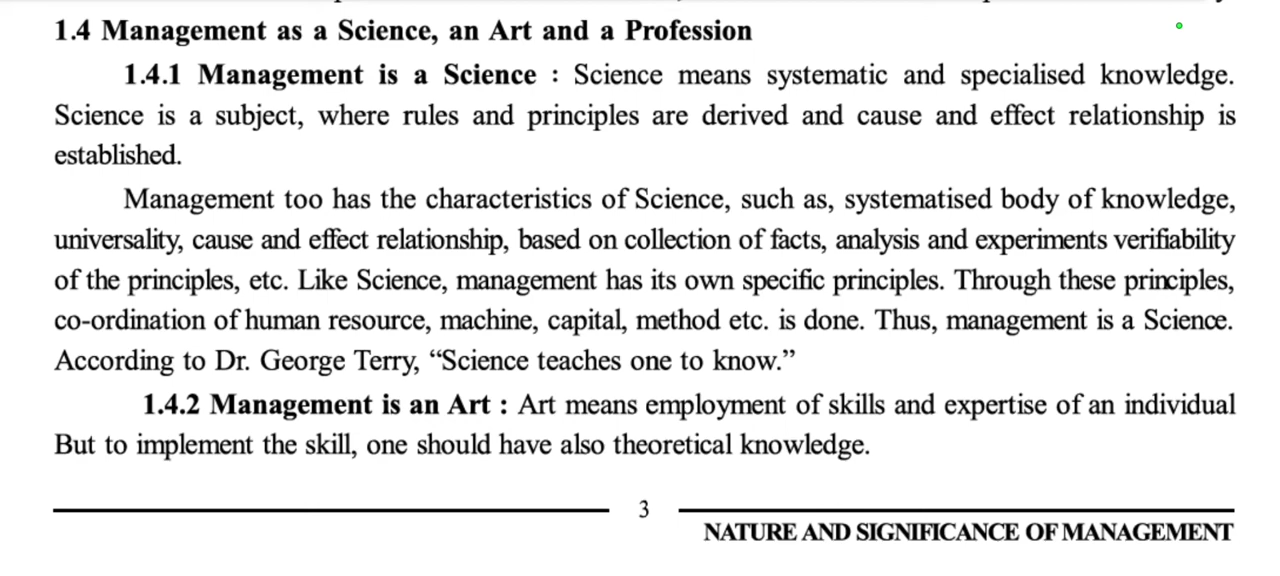 1.4 Management as a Science, an Art and a Profession
1.4.1 Management is a Science : Science means systematic and specialised knowledge.
Science is a subject, where rules and principles are derived and cause and effect relationship is
established.
Management too has the characteristics of Science, such as, systematised body of knowledge,
universality, cause and effect relationship, based on collection of facts, analysis and experiments verifiability
of the principles, etc. Like Science, management has its own specific principles. Through these principles,
co-ordination of human resource, machine, capital, method etc. is done. Thus, management is a Science.
According to Dr. George Terry, “Science teaches one to know.”
1.4.2 Management is an Art : Art means employment of skills and expertise of an individual
But to implement the skill, one should have also theoretical knowledge.
3
NATURE AND SIGNIFICANCE OF MANAGEMENT